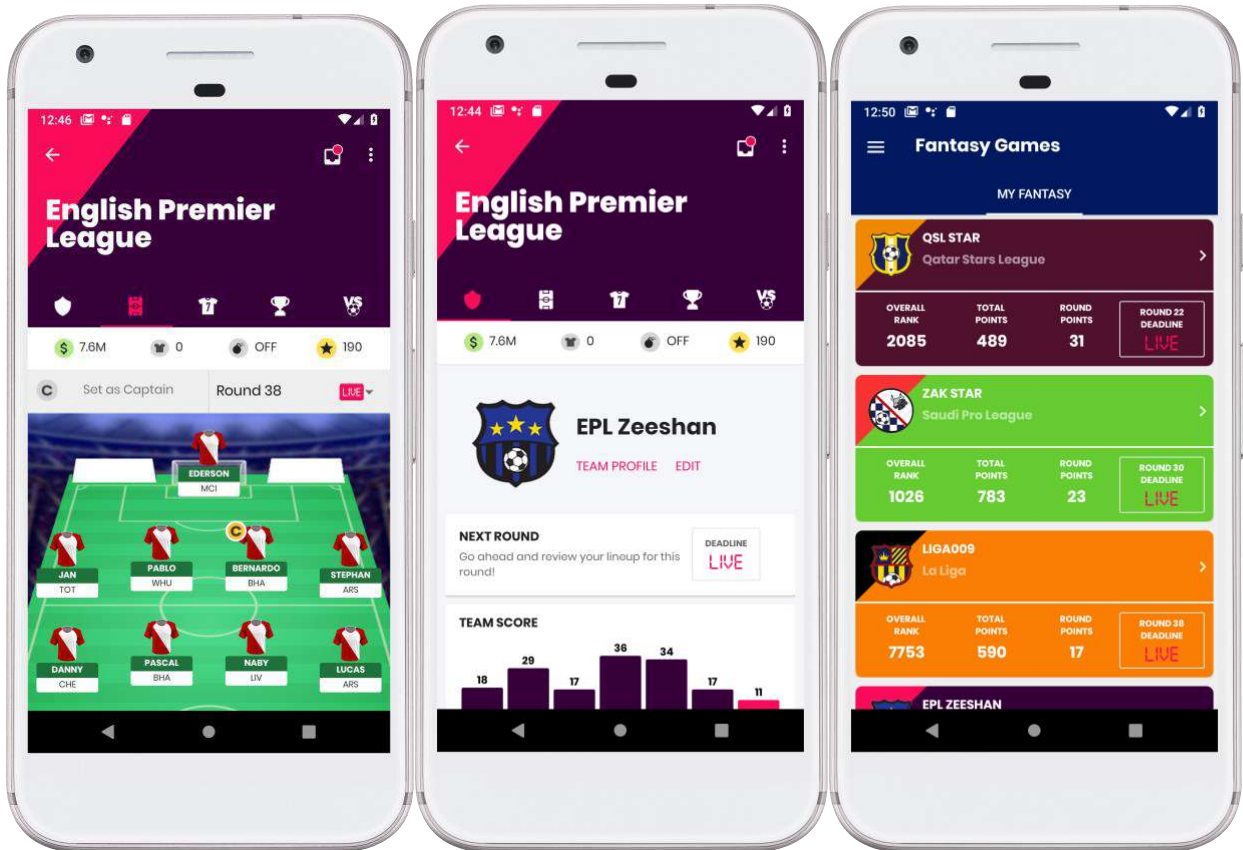 12:46
English Premier
League
7
VS
$ 7.6M
0
OFF
190
C Set as Captain
Round 38
LIVE
EDERSON
MCI
C
JAN
TOT
PABLO
WHU
BERNARDO
BHA
STEPHAN
ARS
DANNY
CHE
PASCAL
BHA
NABY
LIV
LUCAS
ARS
12:44
English Premier
League
7
VS
$ 7.6M
0
OFF
190
EPL Zeeshan
TEAM PROFILE EDIT
NEXT ROUND
Go ahead and review your lineup for this
round!
DEADLINE
LIVE
TEAM SCORE
18 29 17 36 34 17 11
12:50
Fantasy Games
MY FANTASY
QSL STAR
Qatar Stars League
OVERALL
RANK
2085
TOTAL
POINTS
489
ROUND
POINTS
31
ROUND 22
DEADLINE
LIVE
ZAK STAR
Saudi Pro League
OVERALL
RANK
1026
TOTAL
POINTS
783
ROUND
POINTS
23
ROUND 30
DEADLINE
LIVE
LIGA009
La Liga
OVERALL
RANK
7753
TOTAL
POINTS
590
ROUND
POINTS
17
ROUND 38
DEADLINE
LIVE
EPL ZEESHAN